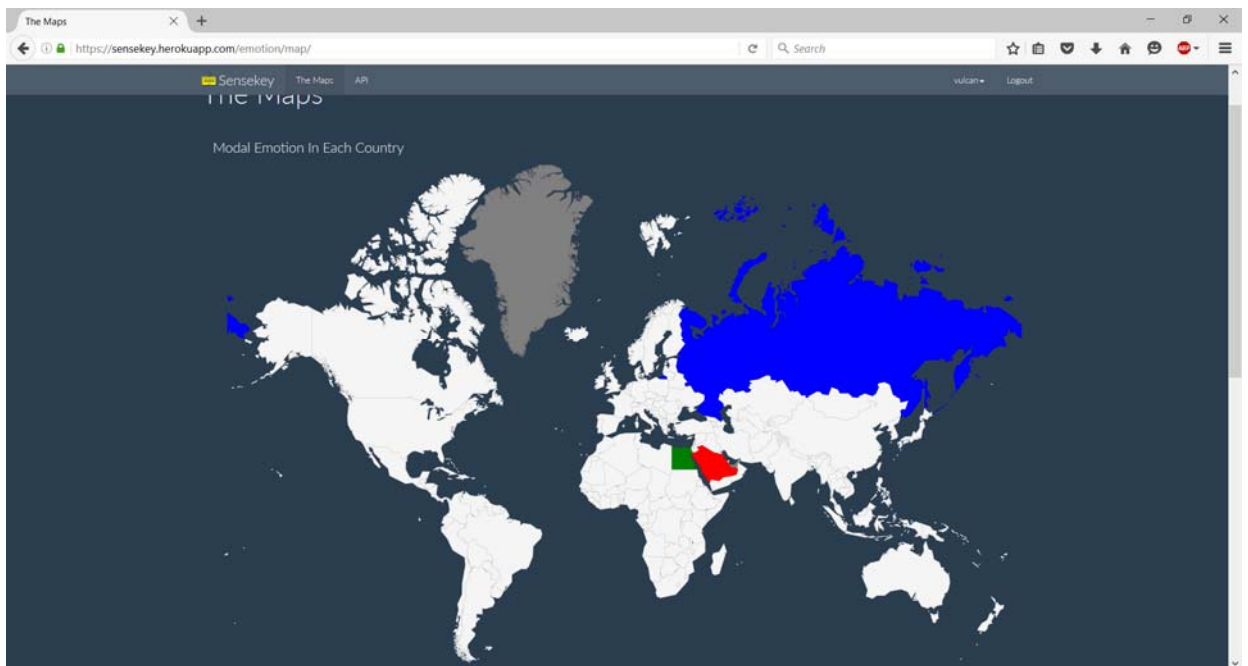 The Maps
https://sensekey.herokuapp.com/emotion/map/
Search
ABP
Sensekey
The Maps
API
vulcan
Logout
The Maps
Modal Emotion In Each Country